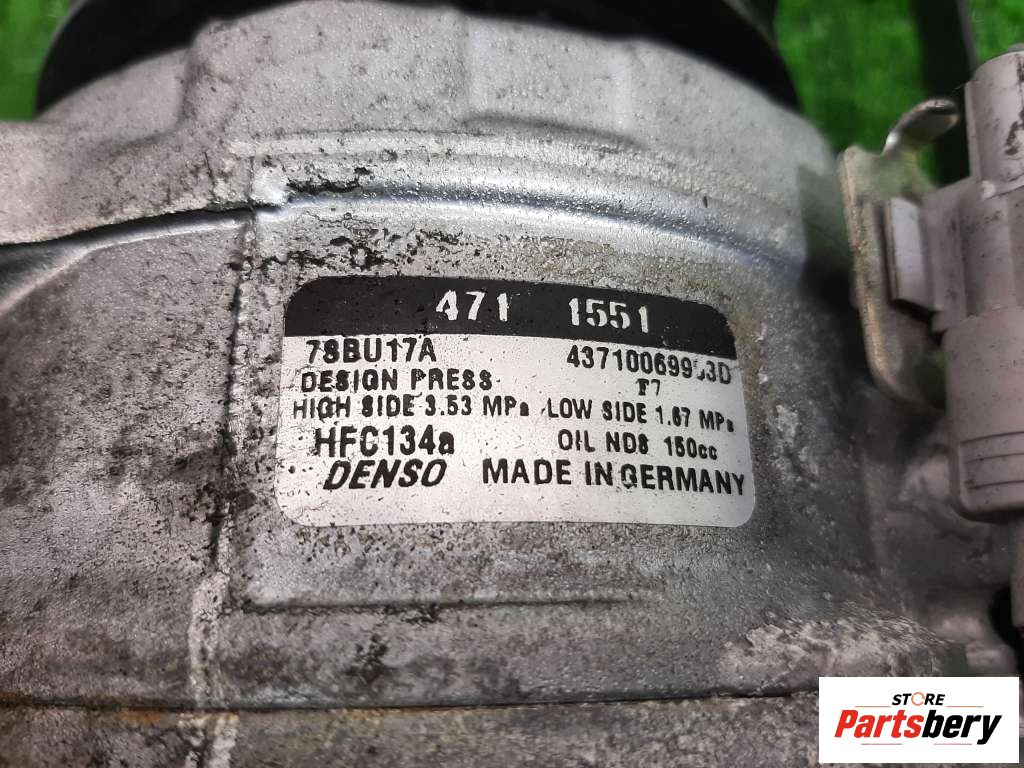 471 1551
78BU17A
DESIGN PRESS F7
HIGH SIDE 3.53 MPa LOW SIDE 1.67 MPa
HFC134a OIL ND8 150cc
DENSO MADE IN GERMANY
STORE
Partsbery